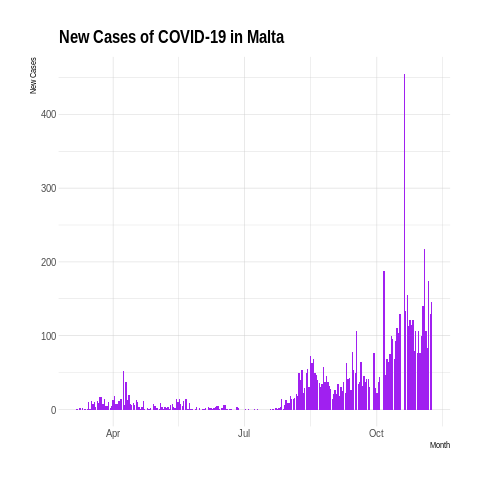 New Cases of COVID-19 in Malta
New Cases
400
300
200
100
0
Apr
Jul
Oct
Month